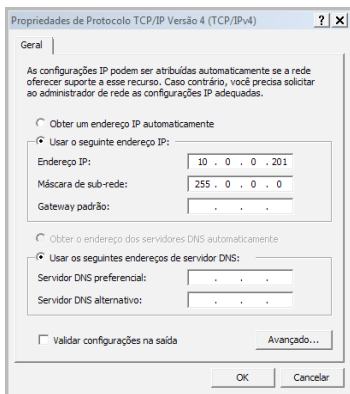 Propriedades de Protocolo TCP/IP Versão 4 (TCP/IPv4)
Geral
As configurações IP podem ser atribuídas automaticamente se a rede
oferecer suporte a esse recurso. Caso contrário, você precisa solicitar
ao administrador de rede as configurações IP adequadas.
Obter um endereço IP automaticamente
Usar o seguinte endereço IP:
Endereço IP: 10 . 0 . 0 . 201
Máscara de sub-rede: 255 . 0 . 0 . 0
Gateway padrão: . . .
Obter o endereço dos servidores DNS automaticamente
Usar os seguintes endereços de servidor DNS:
Servidor DNS preferencial: . . .
Servidor DNS alternativo: . . .
Validar configurações na saída Avançado...
OK Cancelar